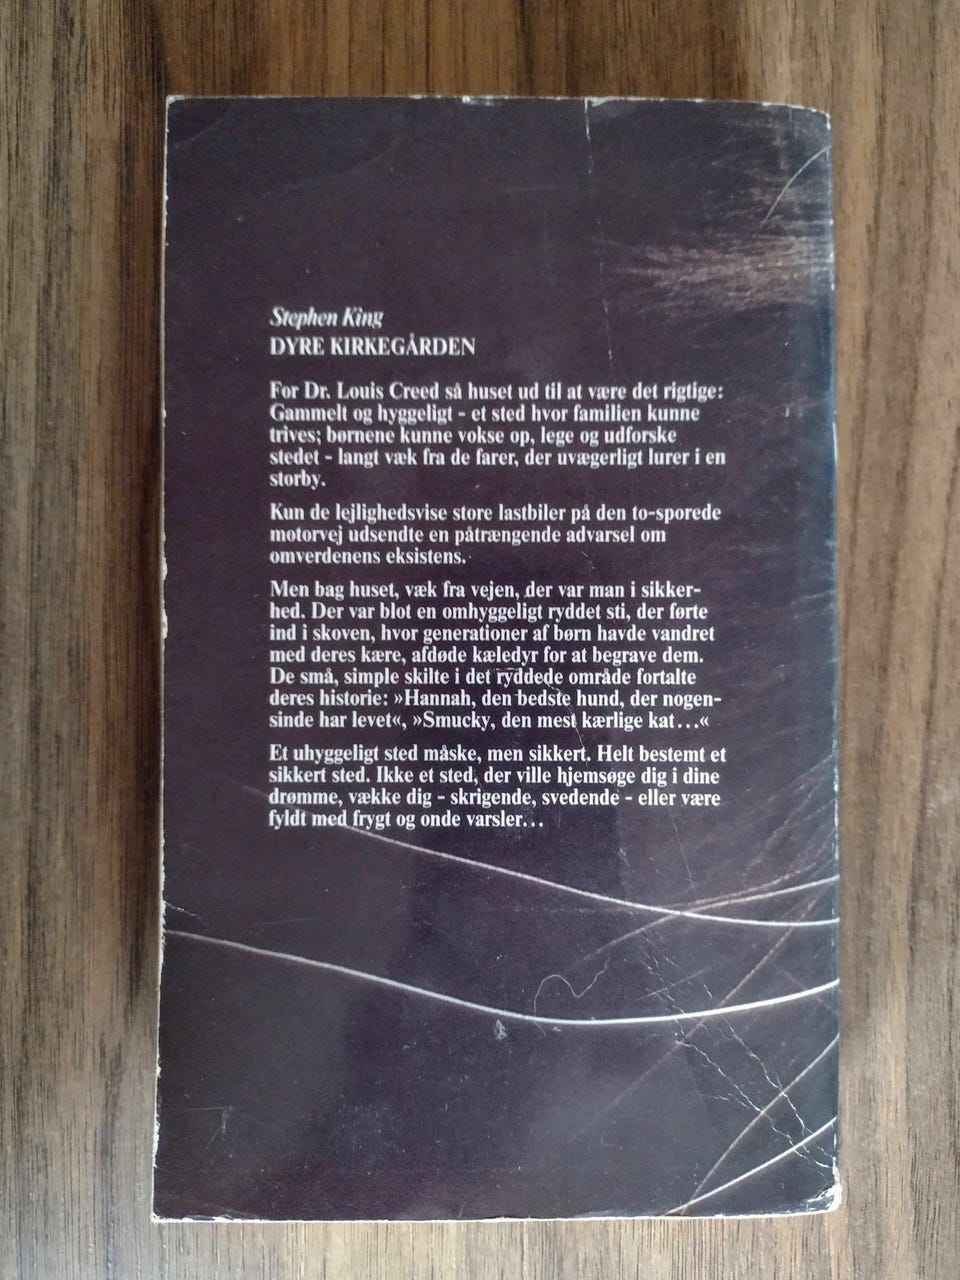 Stephen King
DYRE KIRKEGÅRDEN
For Dr. Louis Creed så huset ud til at være det rigtige:
Gammelt og hyggeligt - et sted hvor familien kunne
trives; børnene kunne vokse op, lege og udforske
stedet - langt væk fra de farer, der uvægerligt lurer i en
storby.
Kun de lejlighedsvise store lastbiler på den to-sporede
motorvej udsendte en påtrængende advarsel om
omverdenens eksistens.
Men bag huset, væk fra vejen, der var man i sikker-
hed. Der var blot en omhyggeligt ryddet sti, der førte
ind i skoven, hvor generationer af børn havde vandret
med deres kære, afdøde kæledyr for at begrave dem.
De små, simple skilte i det ryddede område fortalte
deres historie: »Hannah, den bedste hund, der nogen-
sinde har levet«, »Smucky, den mest kærlige kat...«
Et uhyggeligt sted måske, men sikkert. Helt bestemt et
sikkert sted. Ikke et sted, der ville hjemsøge dig i dine
drømme, vække dig - skrigende, svedende - eller være
fyldt med frygt og onde varsler...